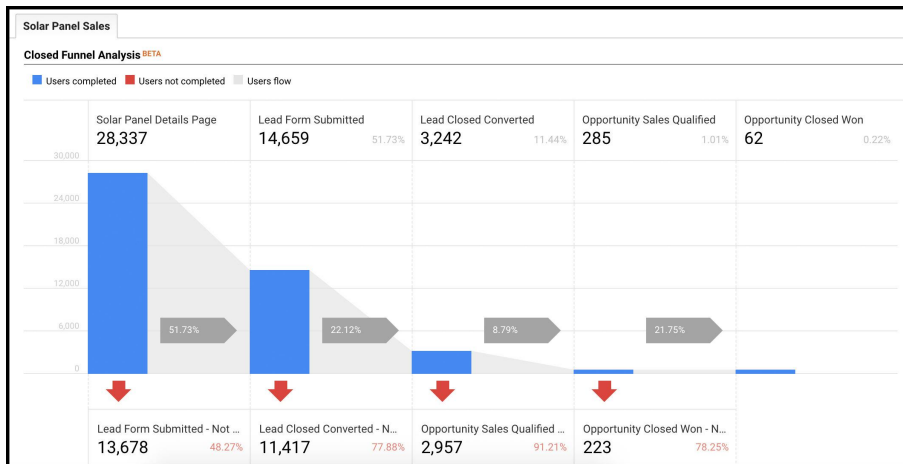 Solar Panel Sales
Closed Funnel Analysis BETA
Users completed Users not completed Users flow
Solar Panel Details Page Lead Form Submitted Lead Closed Converted Opportunity Sales Qualified Opportunity Closed Won
28,337 14,659 51.73% 3,242 11.44% 285 1.01% 62 0.22%
30,000
24,000
18,000
12,000
6,000
51.73% 22.12% 8.79% 21.75%
0
Lead Form Submitted - Not ... Lead Closed Converted - N... Opportunity Sales Qualified ... Opportunity Closed Won - N...
13,678 48.27% 11,417 77.88% 2,957 91.21% 223 78.25%